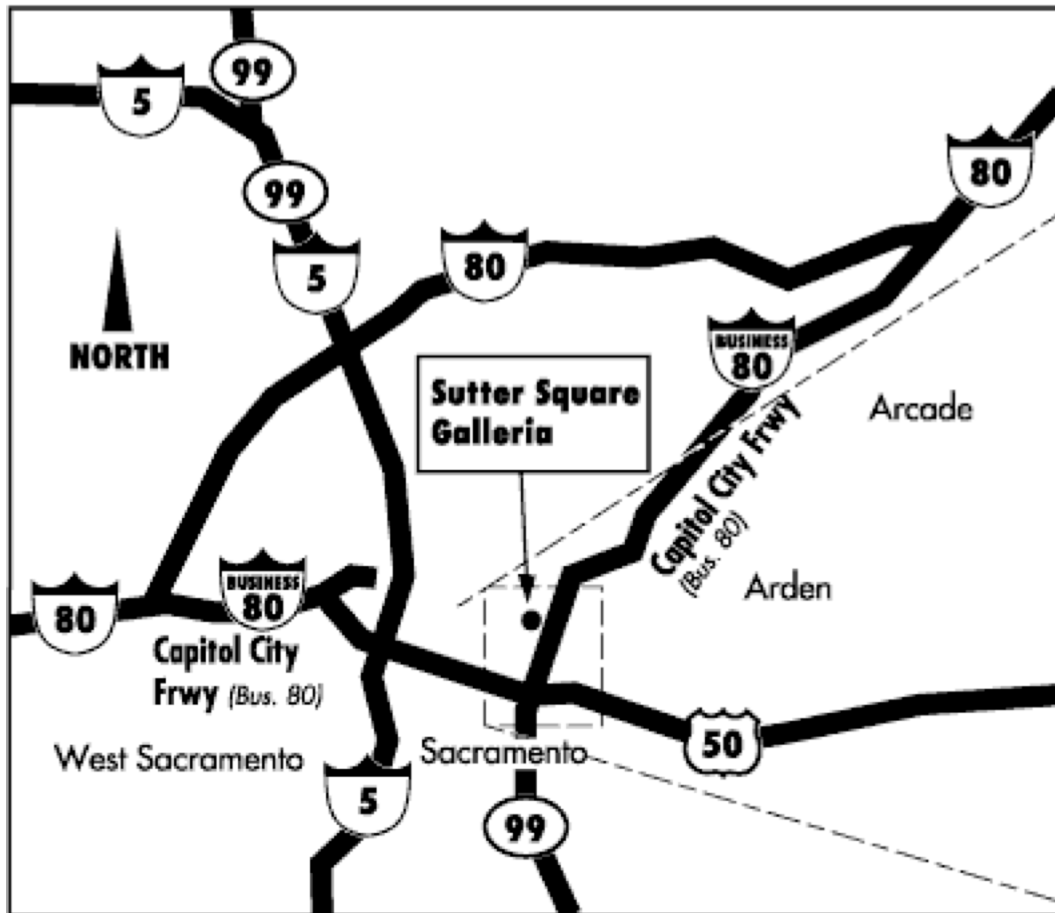 99
5
99
5
80
80
NORTH
BUSINESS
80
Sutter Square
Galleria
Arcade
Capitol City Frwy
(Bus. 80)
Arden
80
BUSINESS
80
Capitol City
Frwy (Bus. 80)
West Sacramento
Sacramento
50
5
99